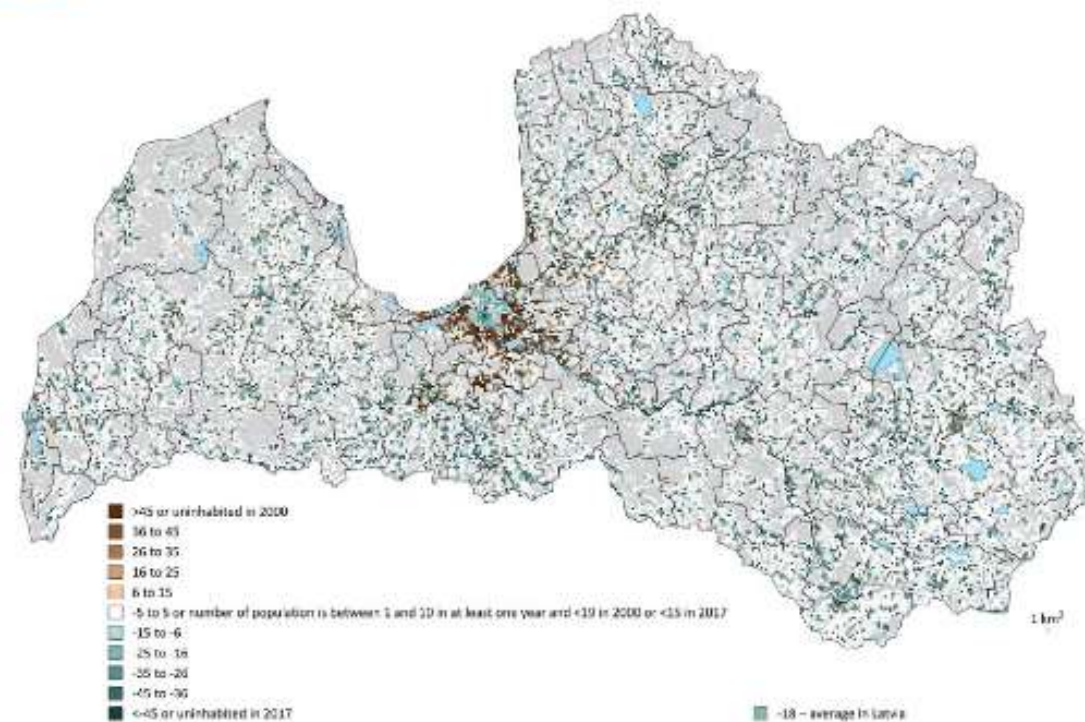 >45 or uninhabited in 2000
36 to 45
26 to 35
16 to 25
6 to 15
-5 to 5 or number of population is between 1 and 10 in at least one year and <19 in 2000 or <15 in 2017
-15 to -6
-25 to -16
-35 to -26
-45 to -36
<-45 or uninhabited in 2017
1 km²
-18 – average in Latvia